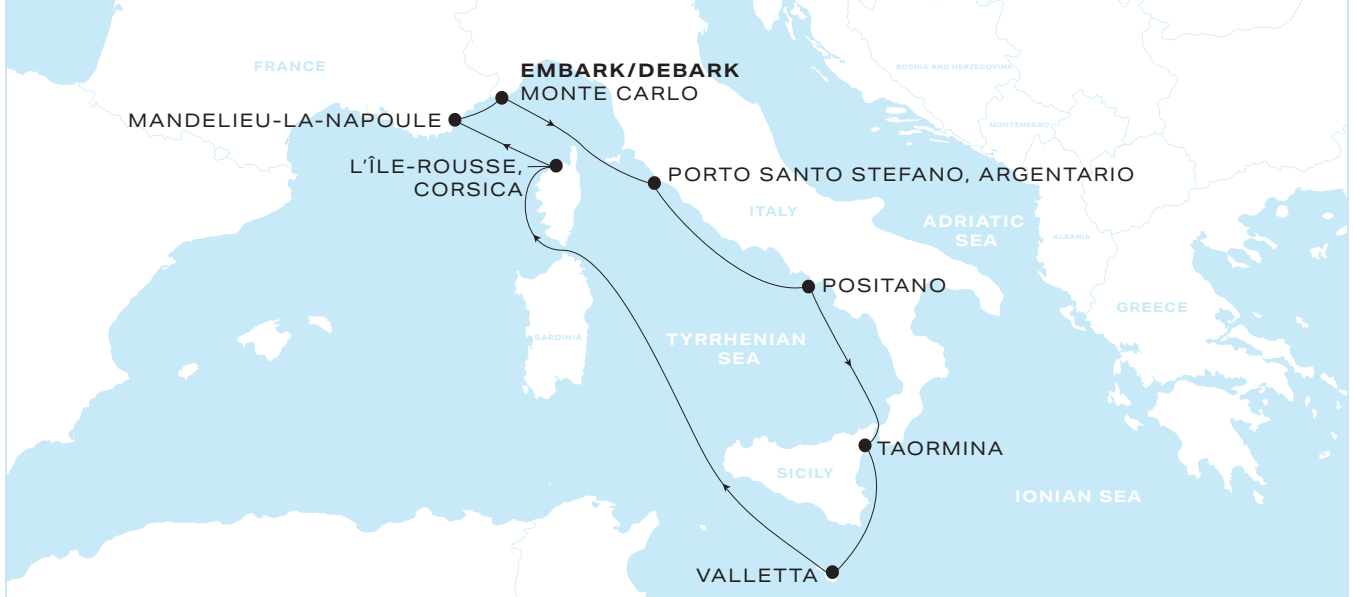 FRANCE
BOSNIA AND HERZEGOVINA
EMBARK/DEBARK
MONTE CARLO
MANDELIEU-LA-NAPOULE
MONTENEGRO
L'ÎLE-ROUSSE,
CORSICA
PORTO SANTO STEFANO, ARGENTARIO
ITALY
ADRIATIC
SEA
ALBANIA
POSITANO
GREECE
SARDINIA
TYRRHENIAN
SEA
TAORMINA
SICILY
IONIAN SEA
VALLETTA